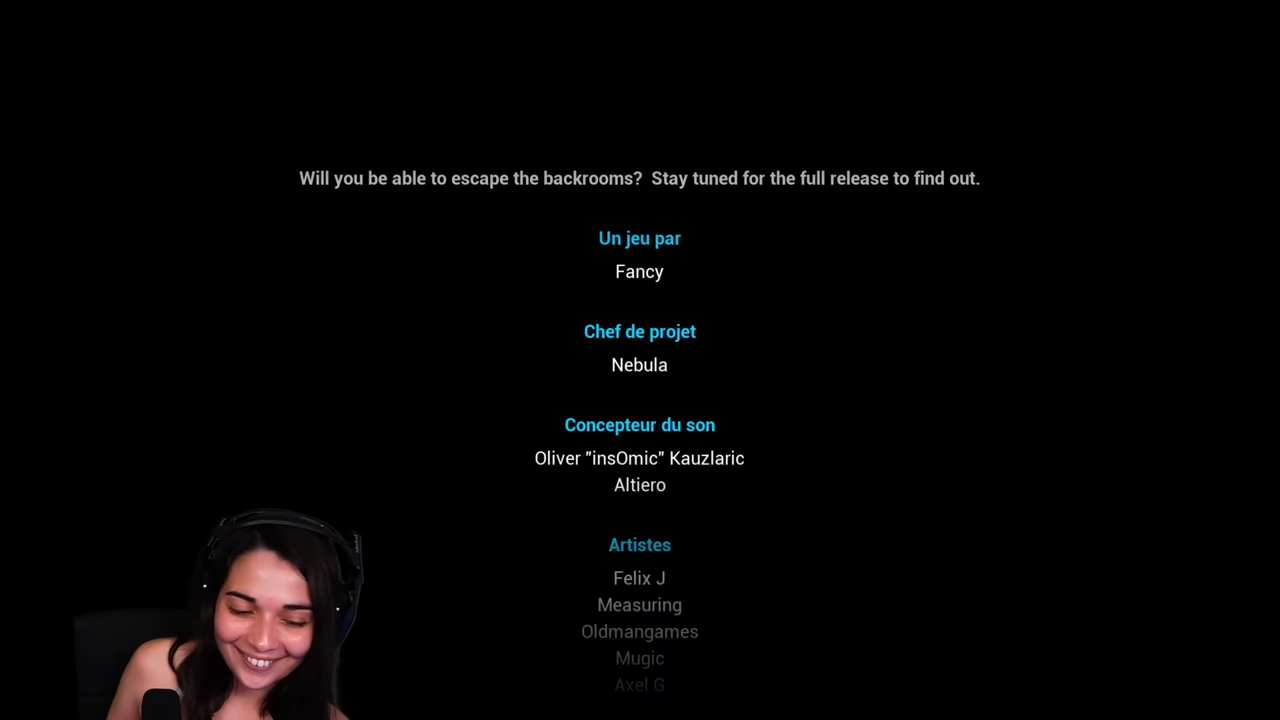 Will you be able to escape the backrooms?  Stay tuned for the full release to find out.
Un jeu par
Fancy
Chef de projet
Nebula
Concepteur du son
Oliver "insOmic" Kauzlaric
Altiero
Artistes
Felix J
Measuring
Oldmangames
Mugic
Axel G